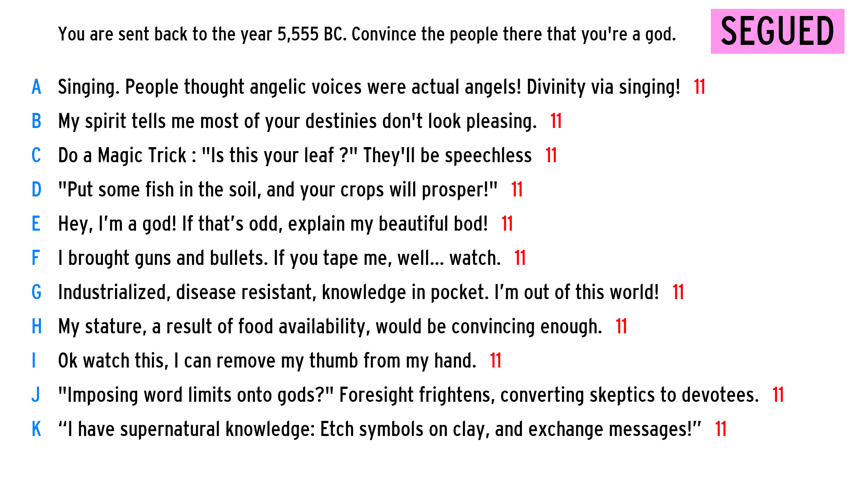 You are sent back to the year 5,555 BC. Convince the people there that you're a god.
SEGUED
A Singing. People thought angelic voices were actual angels! Divinity via singing! 11
B My spirit tells me most of your destinies don't look pleasing. 11
C Do a Magic Trick : "Is this your leaf ?" They'll be speechless 11
D "Put some fish in the soil, and your crops will prosper!" 11
E Hey, I’m a god! If that’s odd, explain my beautiful bod! 11
F I brought guns and bullets. If you tape me, well... watch. 11
G Industrialized, disease resistant, knowledge in pocket. I’m out of this world! 11
H My stature, a result of food availability, would be convincing enough. 11
I Ok watch this, I can remove my thumb from my hand. 11
J "Imposing word limits onto gods?" Foresight frightens, converting skeptics to devotees. 11
K “I have supernatural knowledge: Etch symbols on clay, and exchange messages!” 11